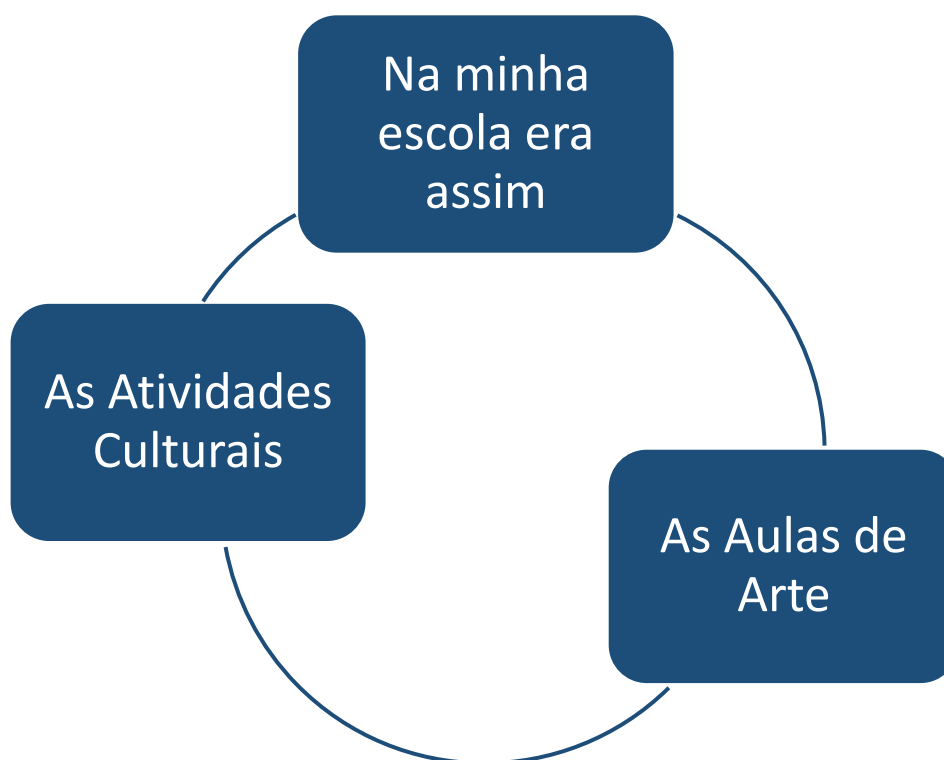 Na minha
escola era
assim
As Atividades
Culturais
As Aulas de
Arte